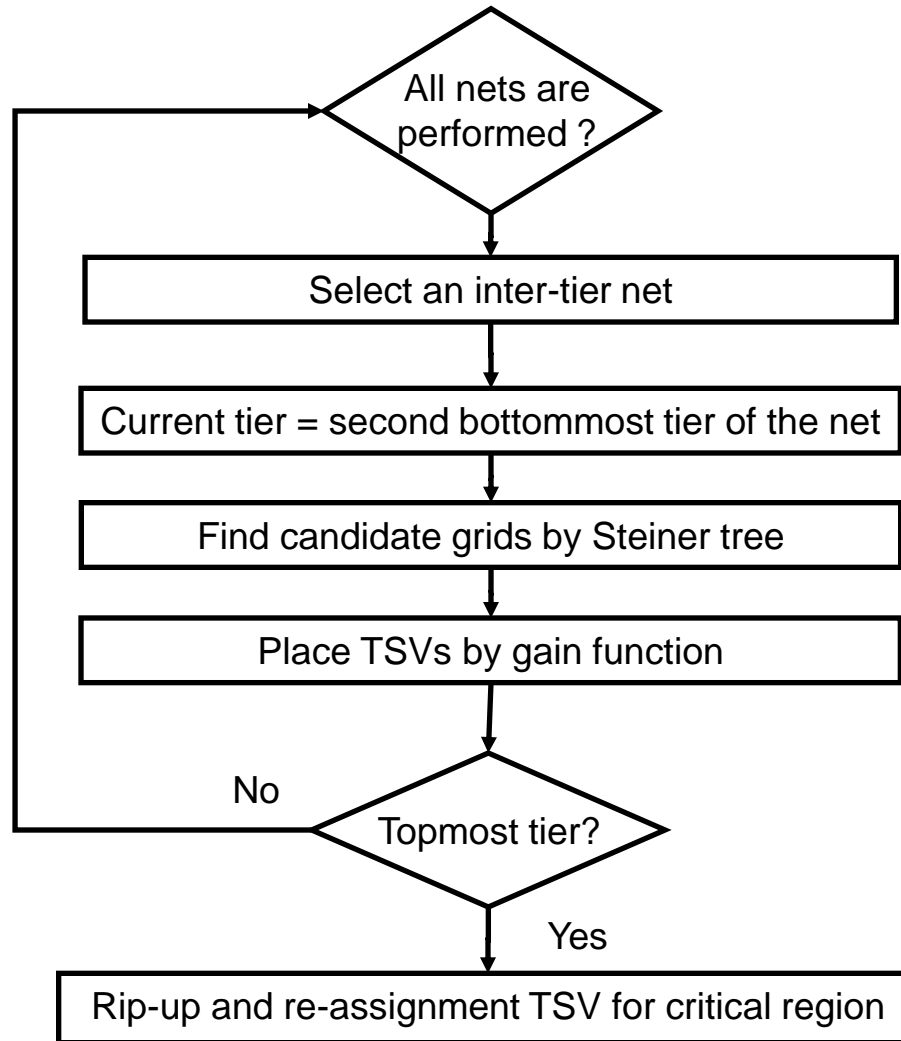 All nets are
performed ?
Select an inter-tier net
Current tier = second bottommost tier of the net
Find candidate grids by Steiner tree
Place TSVs by gain function
No
Topmost tier?
Yes
Rip-up and re-assignment TSV for critical region